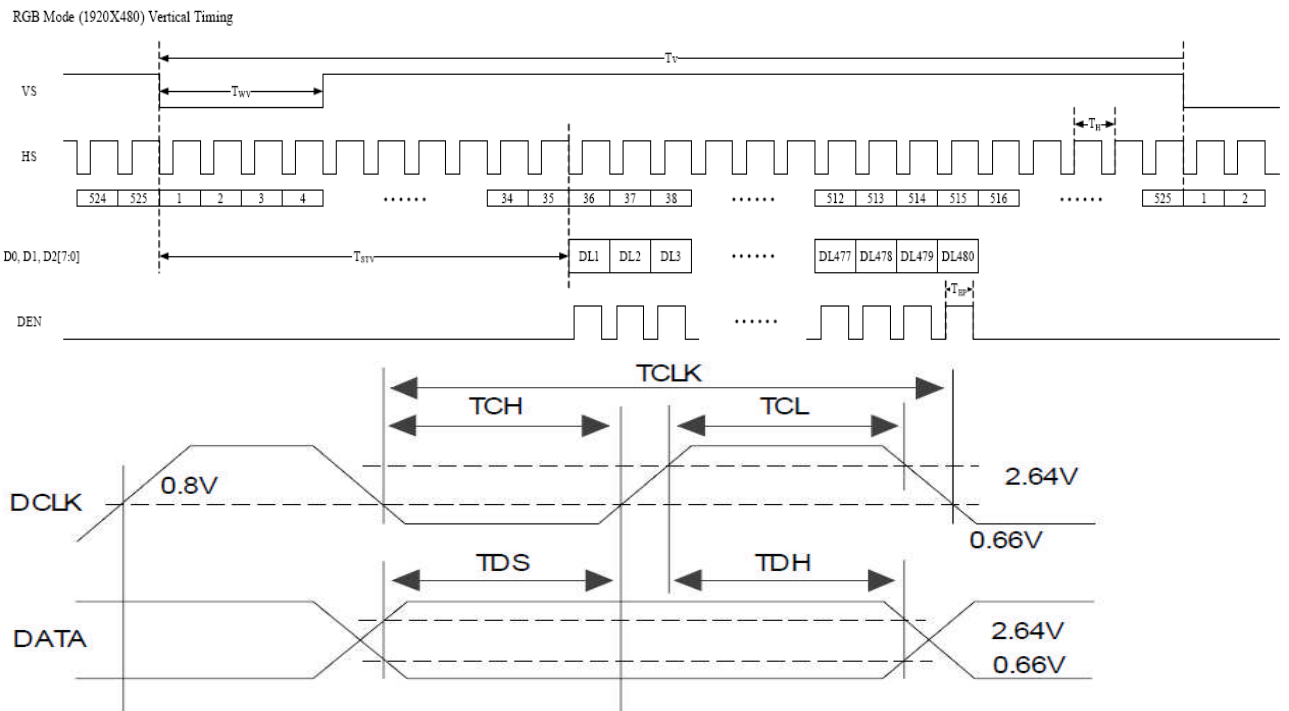 RGB Mode (1920X480) Vertical Timing
TV
VS
TWV
TH
HS
524 525 1 2 3 4 ...... 34 35 36 37 38 ...... 512 513 514 515 516 ...... 525 1 2
D0, D1, D2[7:0]
TSTV
DL1 DL2 DL3 ...... DL477 DL478 DL479 DL480
TEP
DEN
......
TCLK
TCH TCL
0.8V
2.64V
DCLK
0.66V
TDS TDH
2.64V
DATA
0.66V